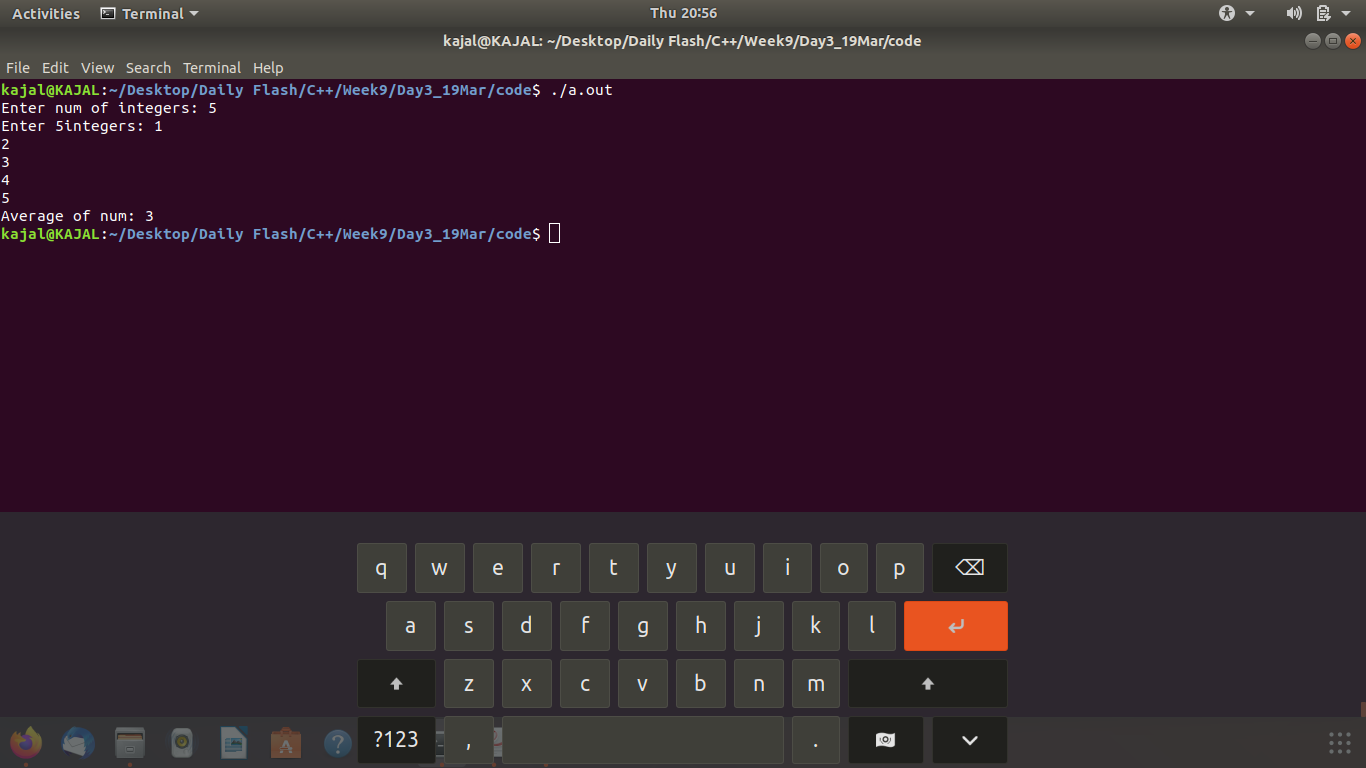 Activities Terminal Thu 20:56
kajal@KAJAL: ~/Desktop/Daily Flash/C++/Week9/Day3_19Mar/code
File Edit View Search Terminal Help
kajal@KAJAL:~/Desktop/Daily Flash/C++/Week9/Day3_19Mar/code$ ./a.out
Enter num of integers: 5
Enter 5integers: 1
2
3
4
5
Average of num: 3
kajal@KAJAL:~/Desktop/Daily Flash/C++/Week9/Day3_19Mar/code$
q w e r t y u i o p
a s d f g h j k l
z x c v b n m
?123 , .